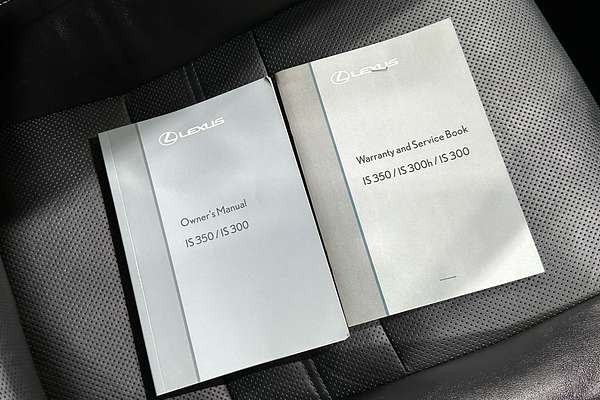 LEXUS
Owner's Manual
IS 350 / IS 300
LEXUS
Warranty and Service Book
IS 350 / IS 300h / IS 300